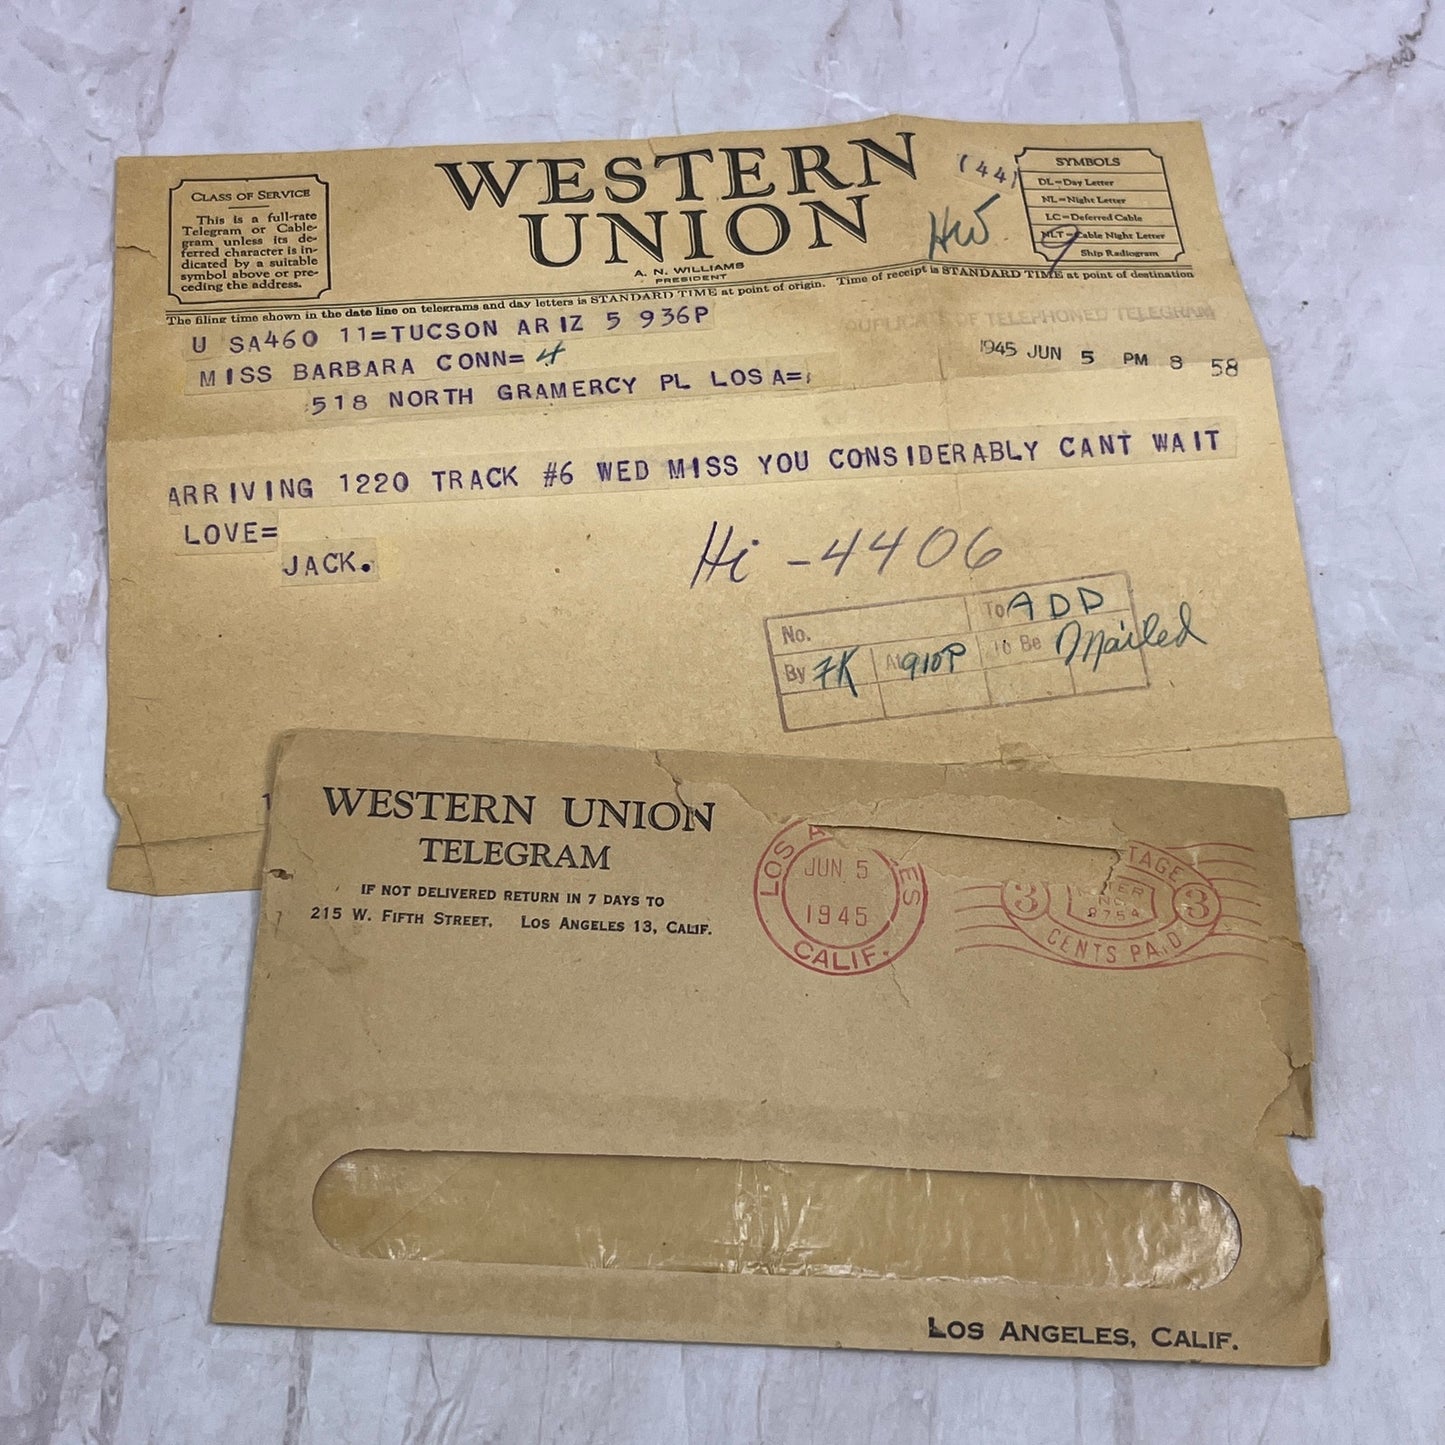 CLASS OF SERVICE
This is a full-rate
Telegram or Cable-
gram unless its de-
ferred character is in-
dicated by a suitable
symbol above or pre-
ceding the address.
WESTERN
UNION
A. N. WILLIAMS
PRESIDENT
(44)
HW
SYMBOLS
DL=Day Letter
NL=Night Letter
LC=Deferred Cable
NLT=Cable Night Letter
Ship Radiogram
The filing time shown in the date line on telegrams and day letters is STANDARD TIME at point of origin. Time of receipt is STANDARD TIME at point of destination
DUPLICATE OF TELEPHONED TELEGRAM
U SA460 11=TUCSON ARIZ 5 936P
1945 JUN 5 PM 8 58
MISS BARBARA CONN= 4
518 NORTH GRAMERCY PL LOSA=
ARRIVING 1220 TRACK #6 WED MISS YOU CONSIDERABLY CANT WAIT
LOVE=
JACK.
Hi - 4406
No. To ADD
By FK At 910P To Be Mailed
WESTERN UNION
TELEGRAM
IF NOT DELIVERED RETURN IN 7 DAYS TO
215 W. FIFTH STREET. LOS ANGELES 13, CALIF.
LOS
JUN 5
1945
CALIF.
3 3
CENTS PAID
LOS ANGELES, CALIF.